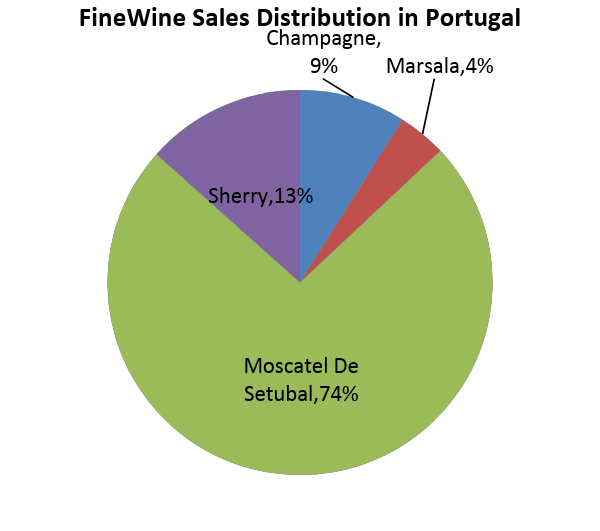 FineWine Sales Distribution in Portugal
Champagne,
9%
Marsala,4%
Sherry,13%
Moscatel De
Setubal,74%